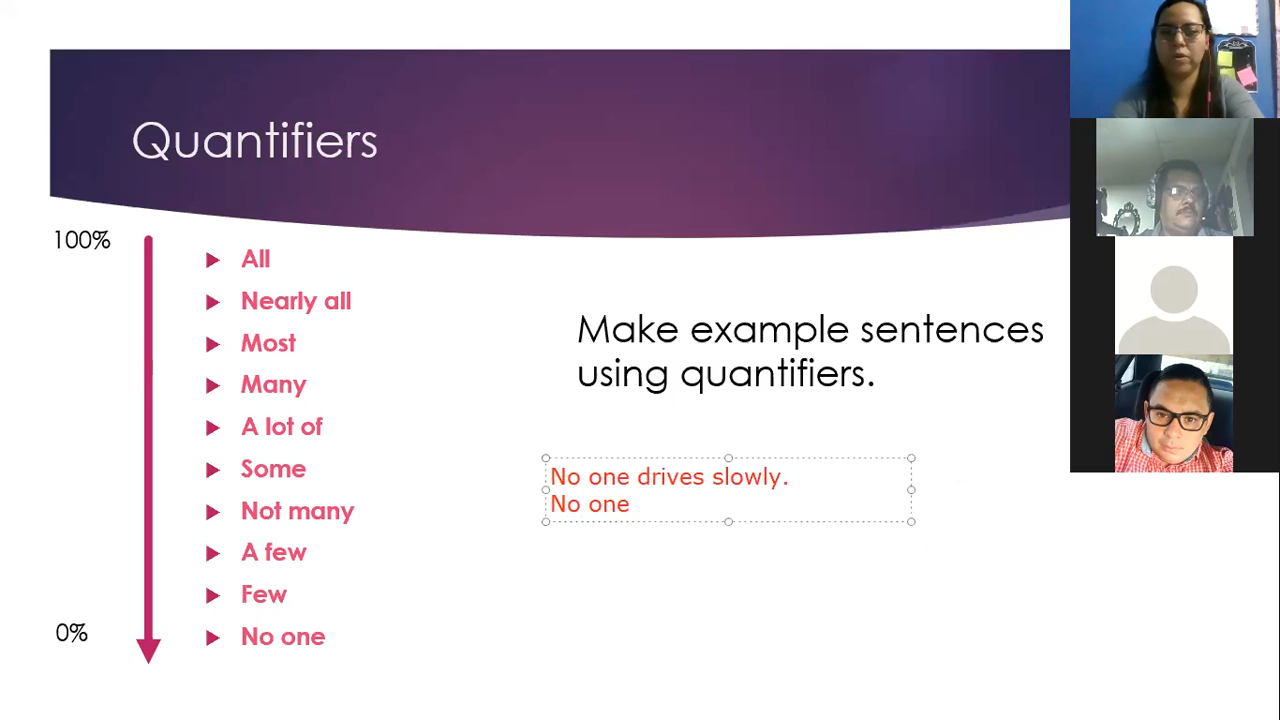 Quantifiers
100%
All
Nearly all
Most
Many
A lot of
Some
Not many
A few
Few
No one
0%
Make example sentences
using quantifiers.
No one drives slowly.
No one